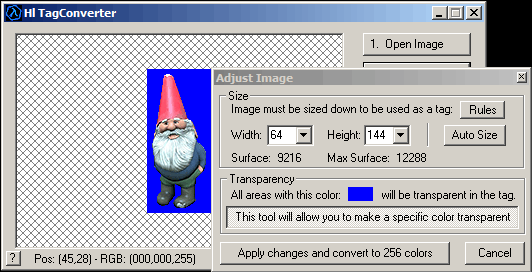 Hl TagConverter
1. Open Image
Adjust Image
Size
Image must be sized down to be used as a tag:
Rules
Width: 64 Height: 144
Auto Size
Surface: 9216 Max Surface: 12288
Transparency
All areas with this color: will be transparent in the tag.
This tool will allow you to make a specific color transparent
Apply changes and convert to 256 colors
Cancel
? Pos: (45,28) - RGB: (000,000,255)